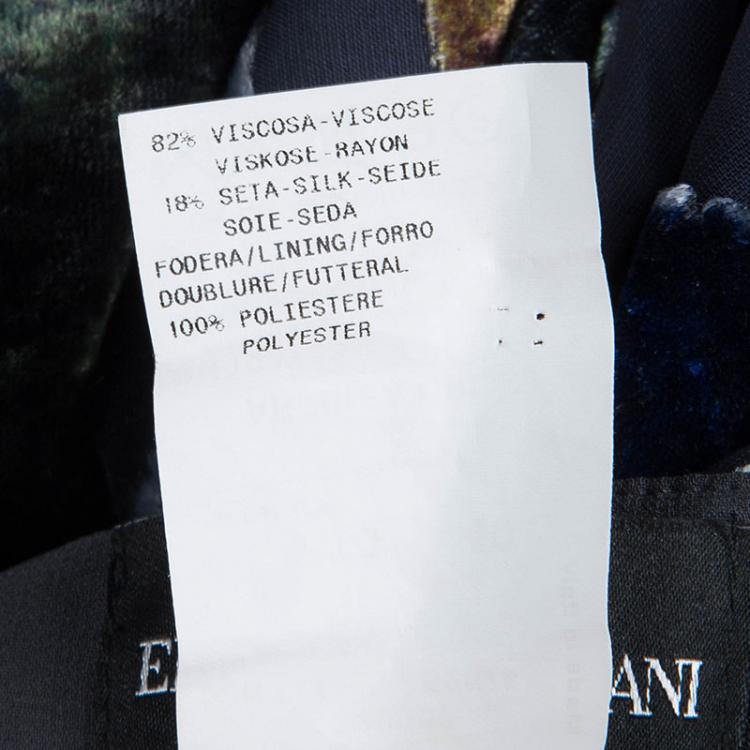 82% VISCOSA-VISCOSE
VISKOSE-RAYON
18% SETA-SILK-SEIDE
SOIE-SEDA
FODERA/LINING/FORRO
DOUBLURE/FUTTERAL
100% POLIESTERE
POLYESTER